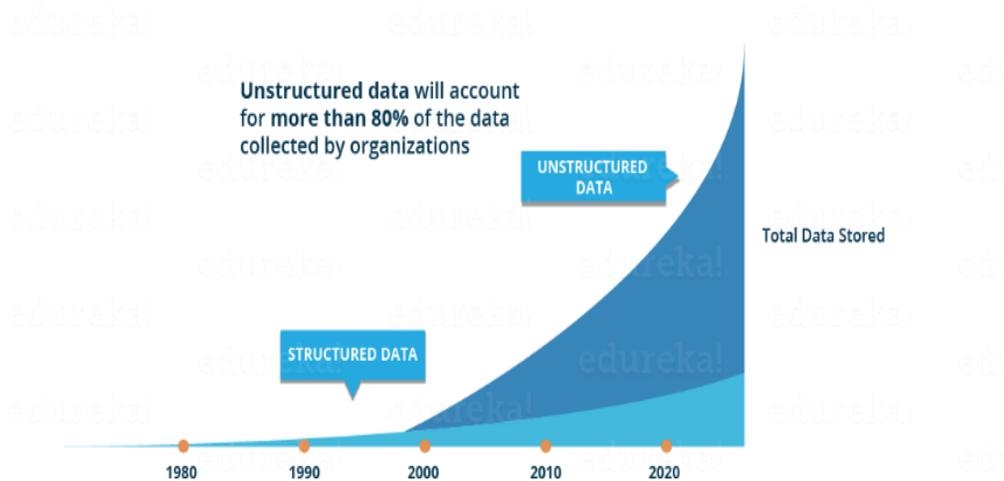 Unstructured data will account
for more than 80% of the data
collected by organizations
UNSTRUCTURED
DATA
Total Data Stored
STRUCTURED DATA
1980
1990
2000
2010
2020
edureka!